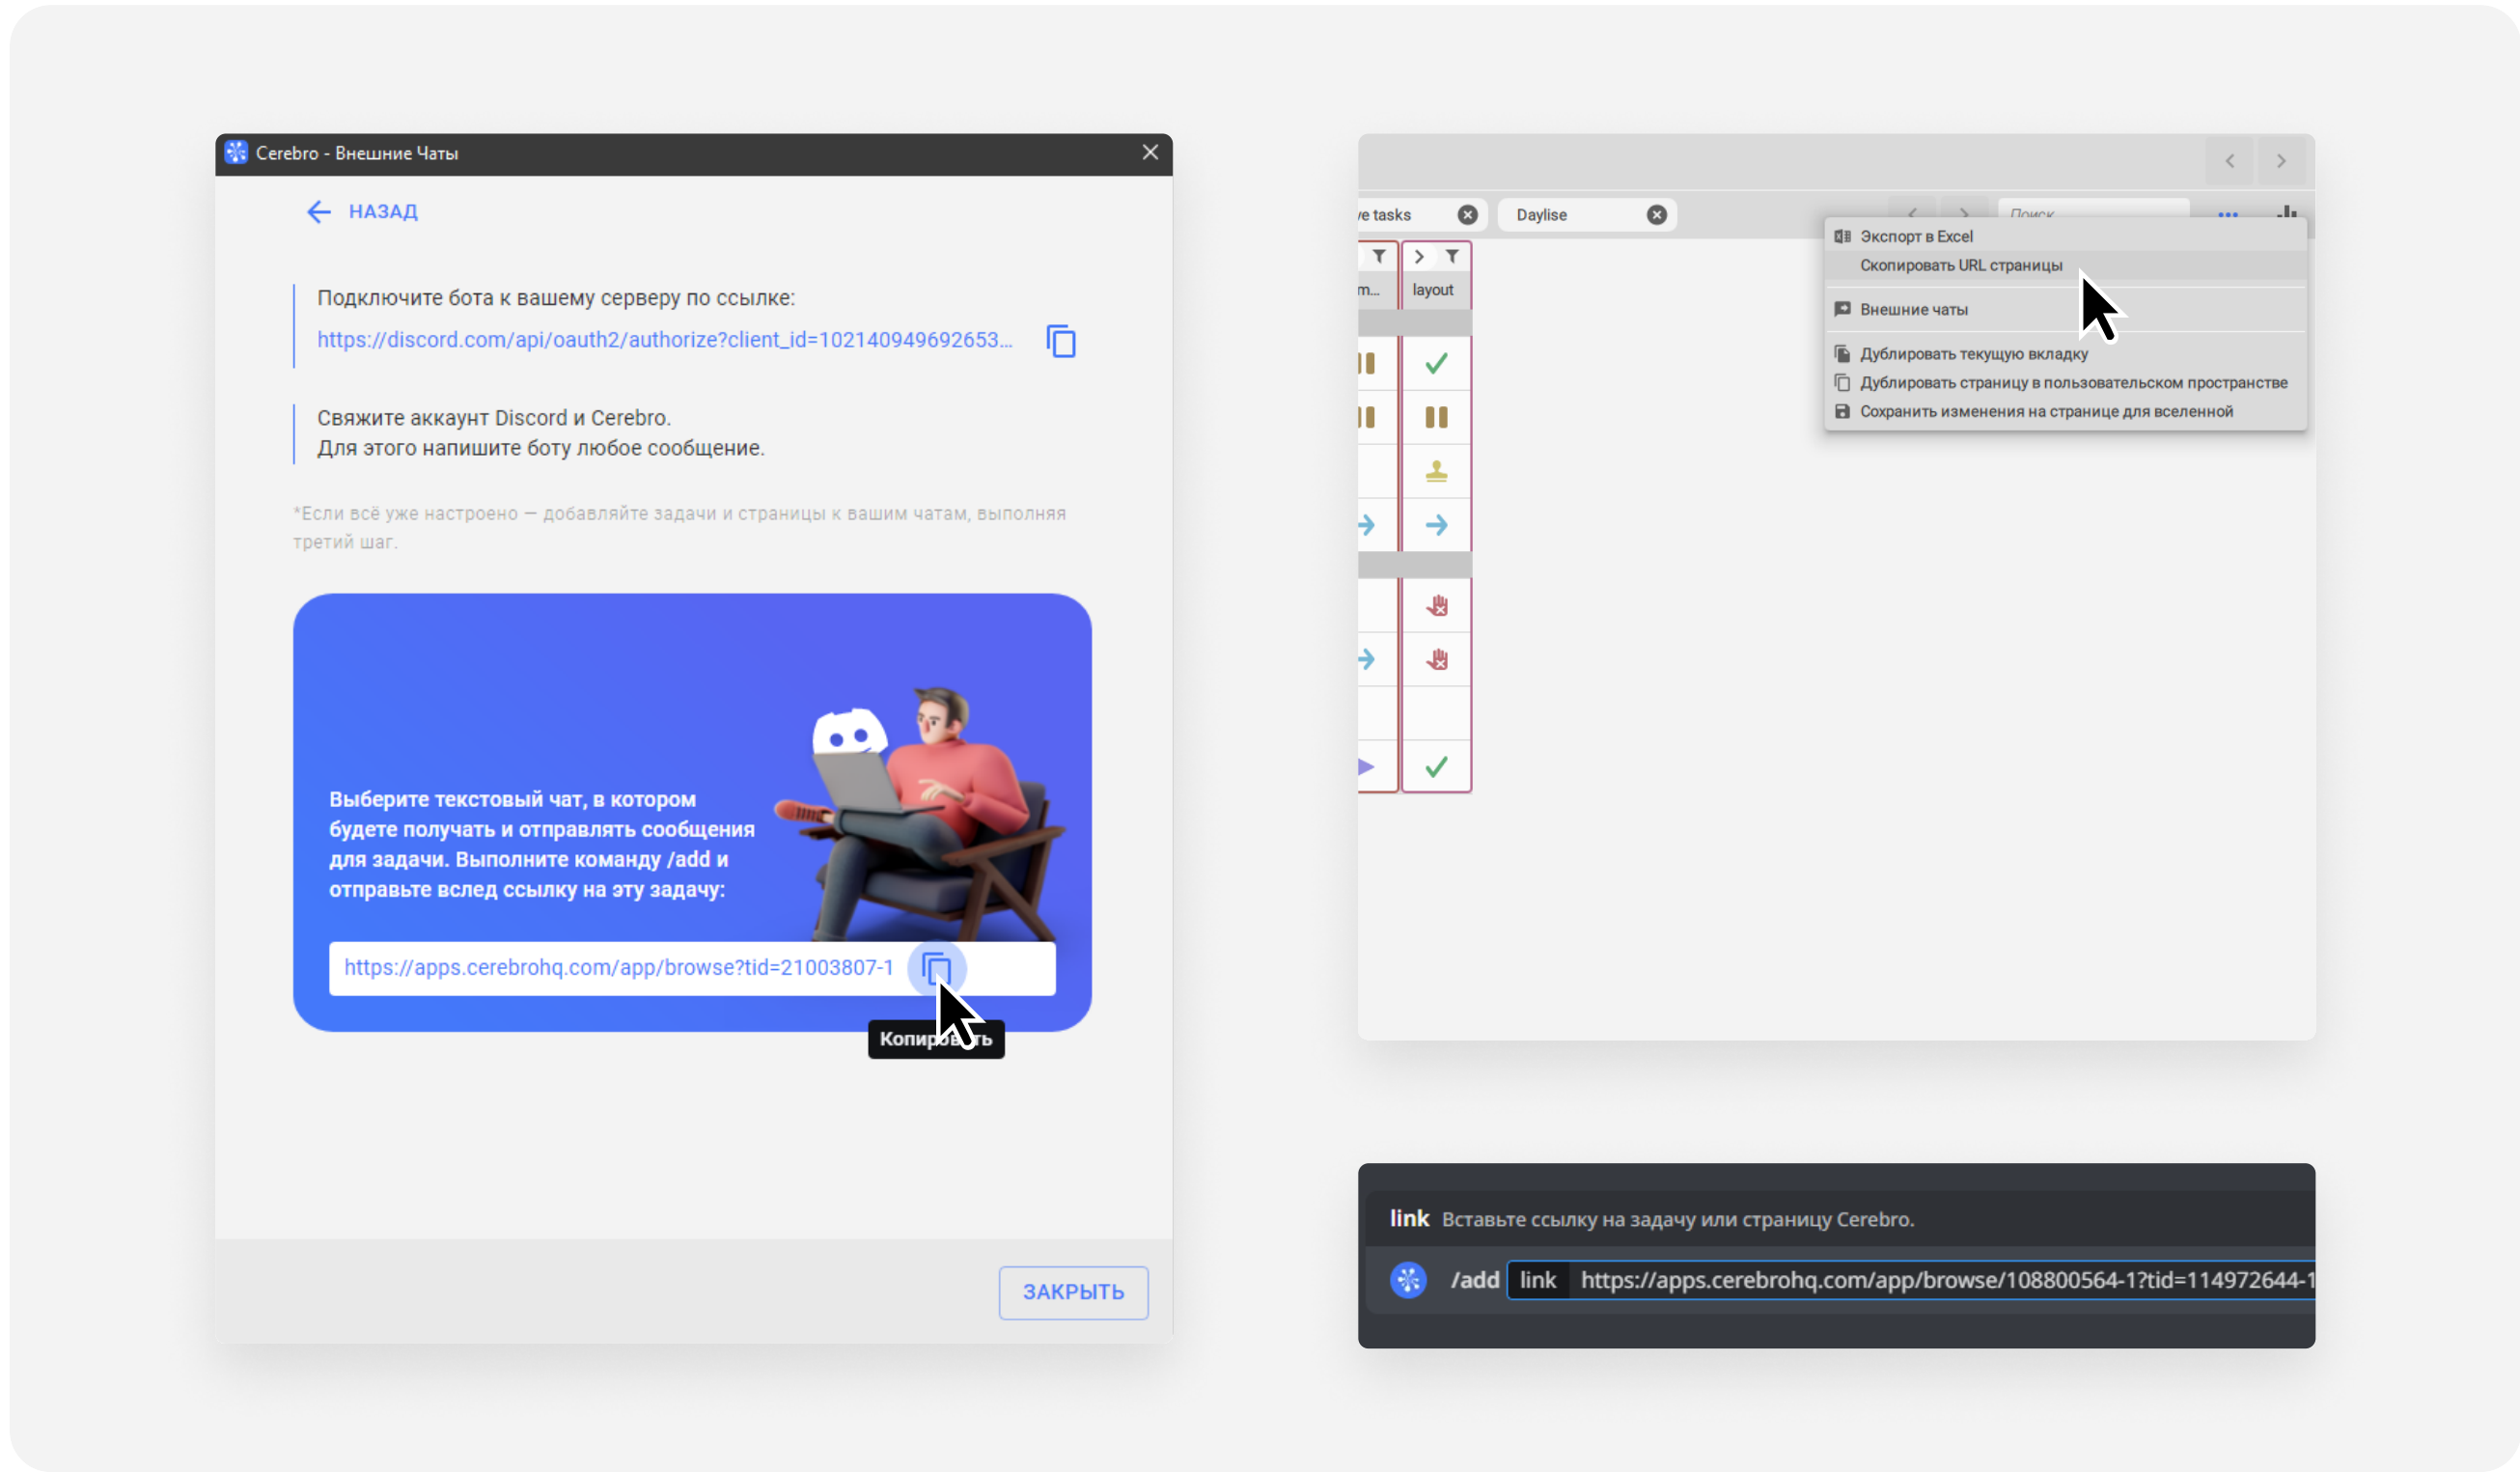 Cerebro - Внешние Чаты
НАЗАД
Подключите бота к вашему серверу по ссылке:
https://discord.com/api/oauth2/authorize?client_id=102140949692653...
Свяжите аккаунт Discord и Cerebro.
Для этого напишите боту любое сообщение.
*Если всё уже настроено — добавляйте задачи и страницы к вашим чатам, выполняя
третий шаг.
Выберите текстовый чат, в котором
будете получать и отправлять сообщения
для задачи. Выполните команду /add и
отправьте вслед ссылку на эту задачу:
https://apps.cerebrohq.com/app/browse?tid=21003807-1
Копировать
ЗАКРЫТЬ
ve tasks
Daylise
Поиск
m...
layout
Экспорт в Excel
Скопировать URL страницы
Внешние чаты
Дублировать текущую вкладку
Дублировать страницу в пользовательском пространстве
Сохранить изменения на странице для вселенной
link Вставьте ссылку на задачу или страницу Cerebro.
/add link https://apps.cerebrohq.com/app/browse/108800564-1?tid=114972644-1